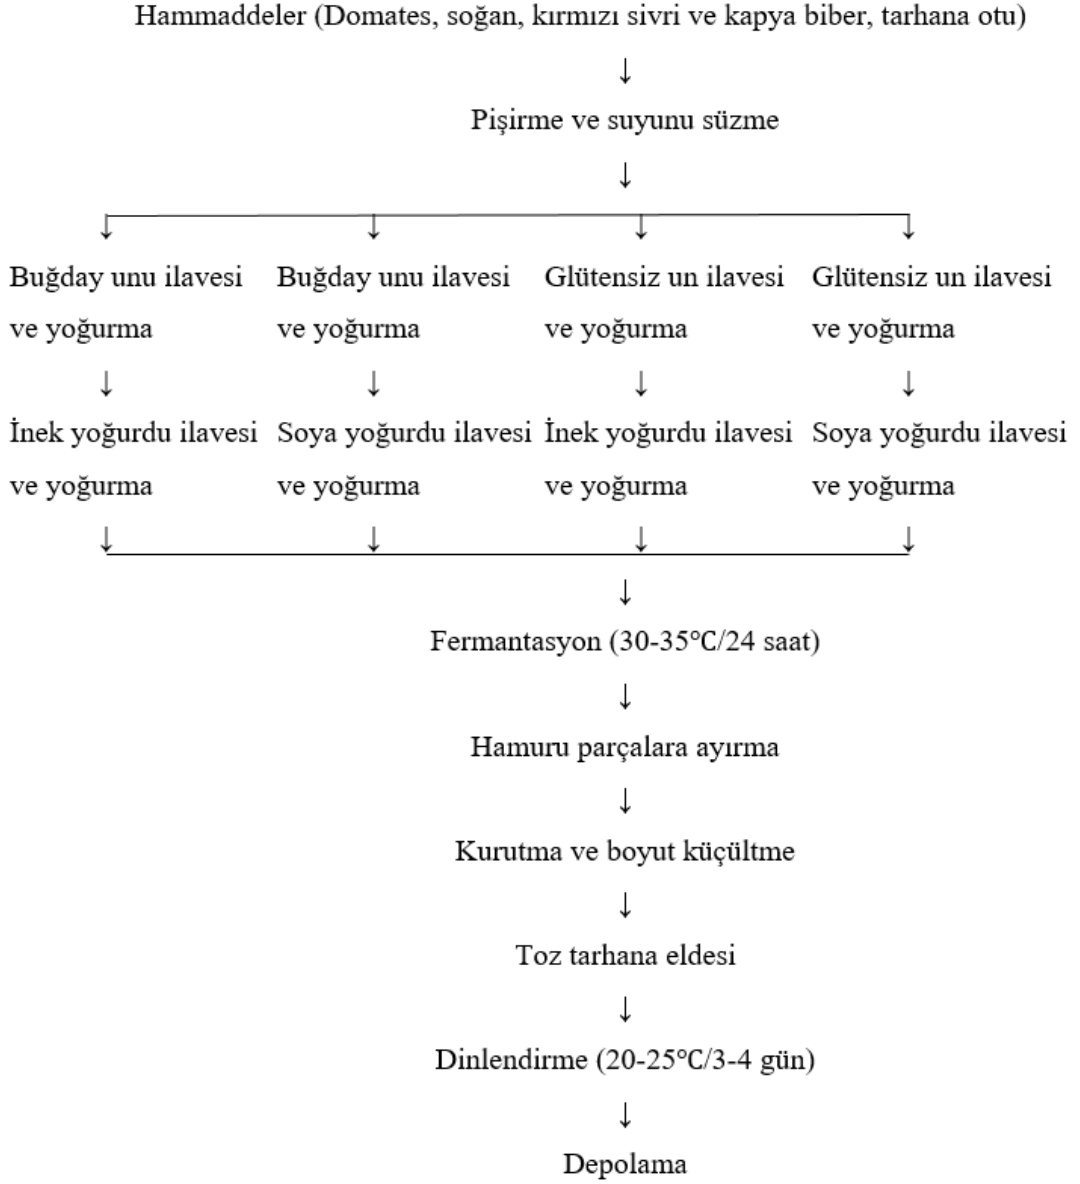 Hammaddeler (Domates, soğan, kırmızı sivri ve kapya biber, tarhana otu)
↓
Pişirme ve suyunu süzme
↓
Buğday unu ilavesi Buğday unu ilavesi Glütensiz un ilavesi Glütensiz un ilavesi
ve yoğurma ve yoğurma ve yoğurma ve yoğurma
↓ ↓ ↓ ↓
İnek yoğurdu ilavesi Soya yoğurdu ilavesi İnek yoğurdu ilavesi Soya yoğurdu ilavesi
ve yoğurma ve yoğurma ve yoğurma ve yoğurma
↓
Fermantasyon (30-35°C/24 saat)
↓
Hamuru parçalara ayırma
↓
Kurutma ve boyut küçültme
↓
Toz tarhana eldesi
↓
Dinlendirme (20-25°C/3-4 gün)
↓
Depolama